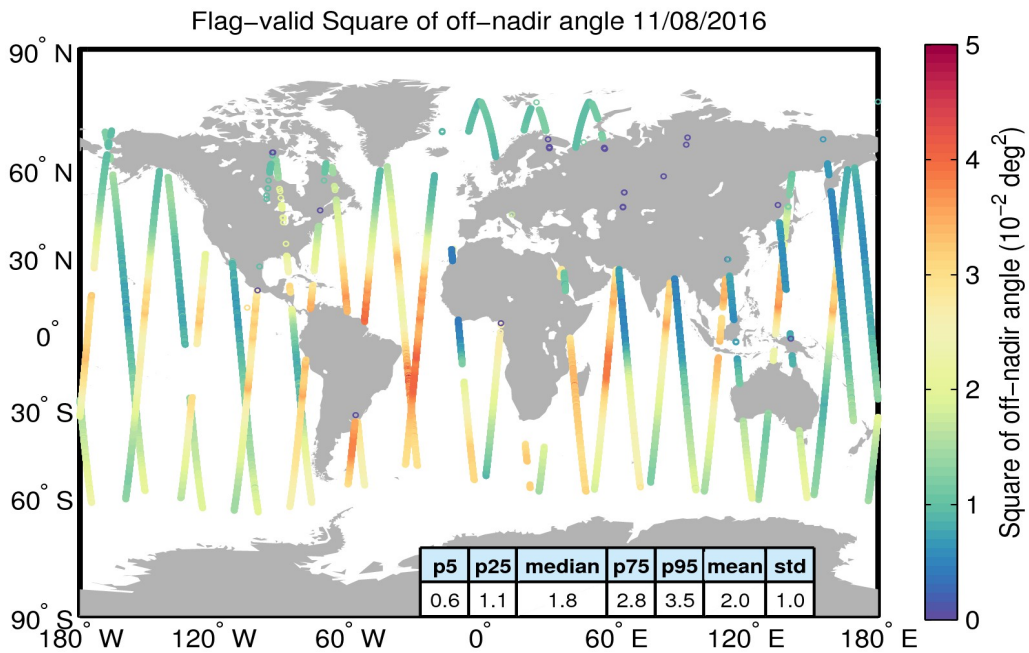 Flag-valid Square of off-nadir angle 11/08/2016
90° N
60° N
30° N
0°
30° S
60° S
90° S
180° W
120° W
60° W
0°
60° E
120° E
180° E
p5 p25 median p75 p95 mean std
0.6 1.1 1.8 2.8 3.5 2.0 1.0
5
4
3
2
1
0
Square of off-nadir angle (10⁻² deg²)